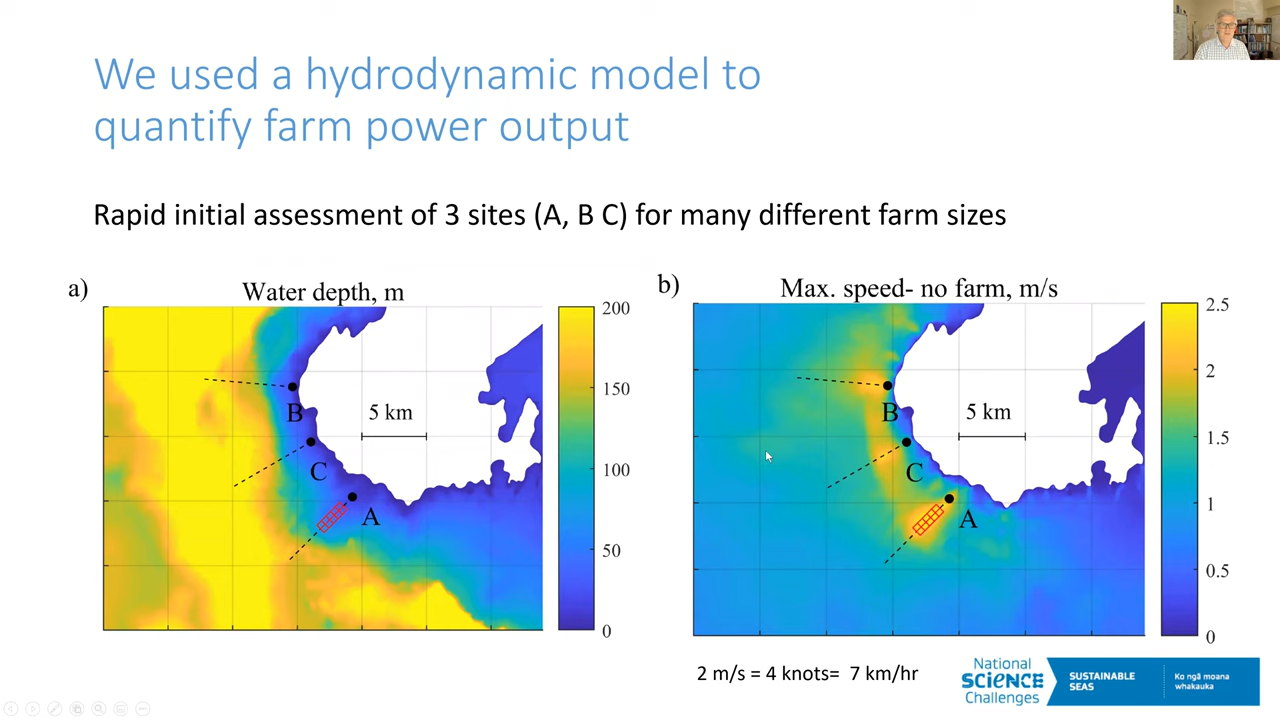 We used a hydrodynamic model to
quantify farm power output
Rapid initial assessment of 3 sites (A, B C) for many different farm sizes
a)
Water depth, m
B
C
A
5 km
200
150
100
50
0
b)
Max. speed- no farm, m/s
B
C
A
5 km
2.5
2
1.5
1
0.5
0
2 m/s = 4 knots= 7 km/hr
National
SCIENCE
Challenges
SUSTAINABLE
SEAS
Ko ngā moana
whakauka